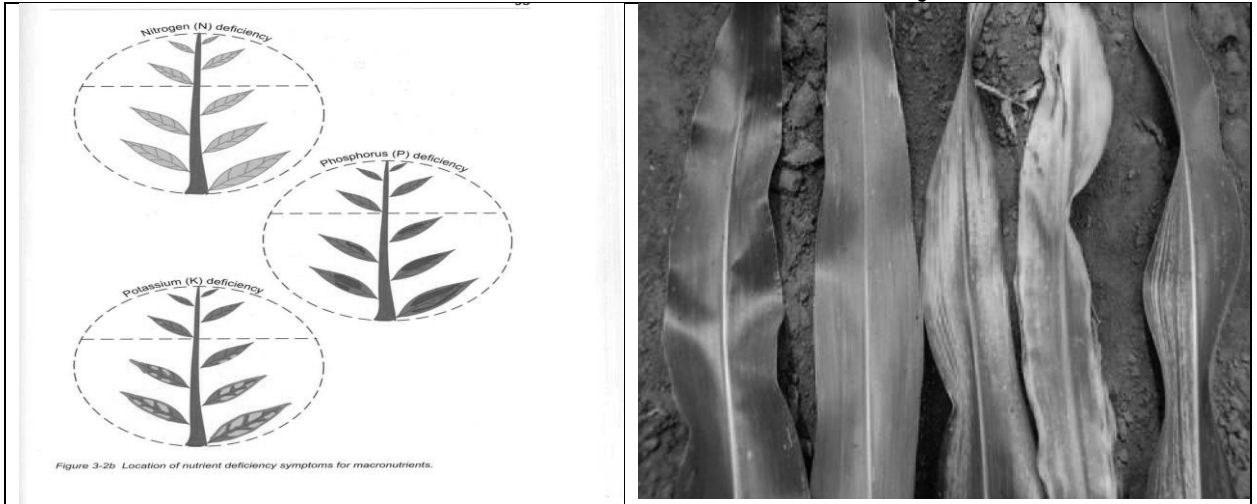 Nitrogen (N) deficiency
Phosphorus (P) deficiency
Potassium (K) deficiency
Figure 3-2b Location of nutrient deficiency symptoms for macronutrients.